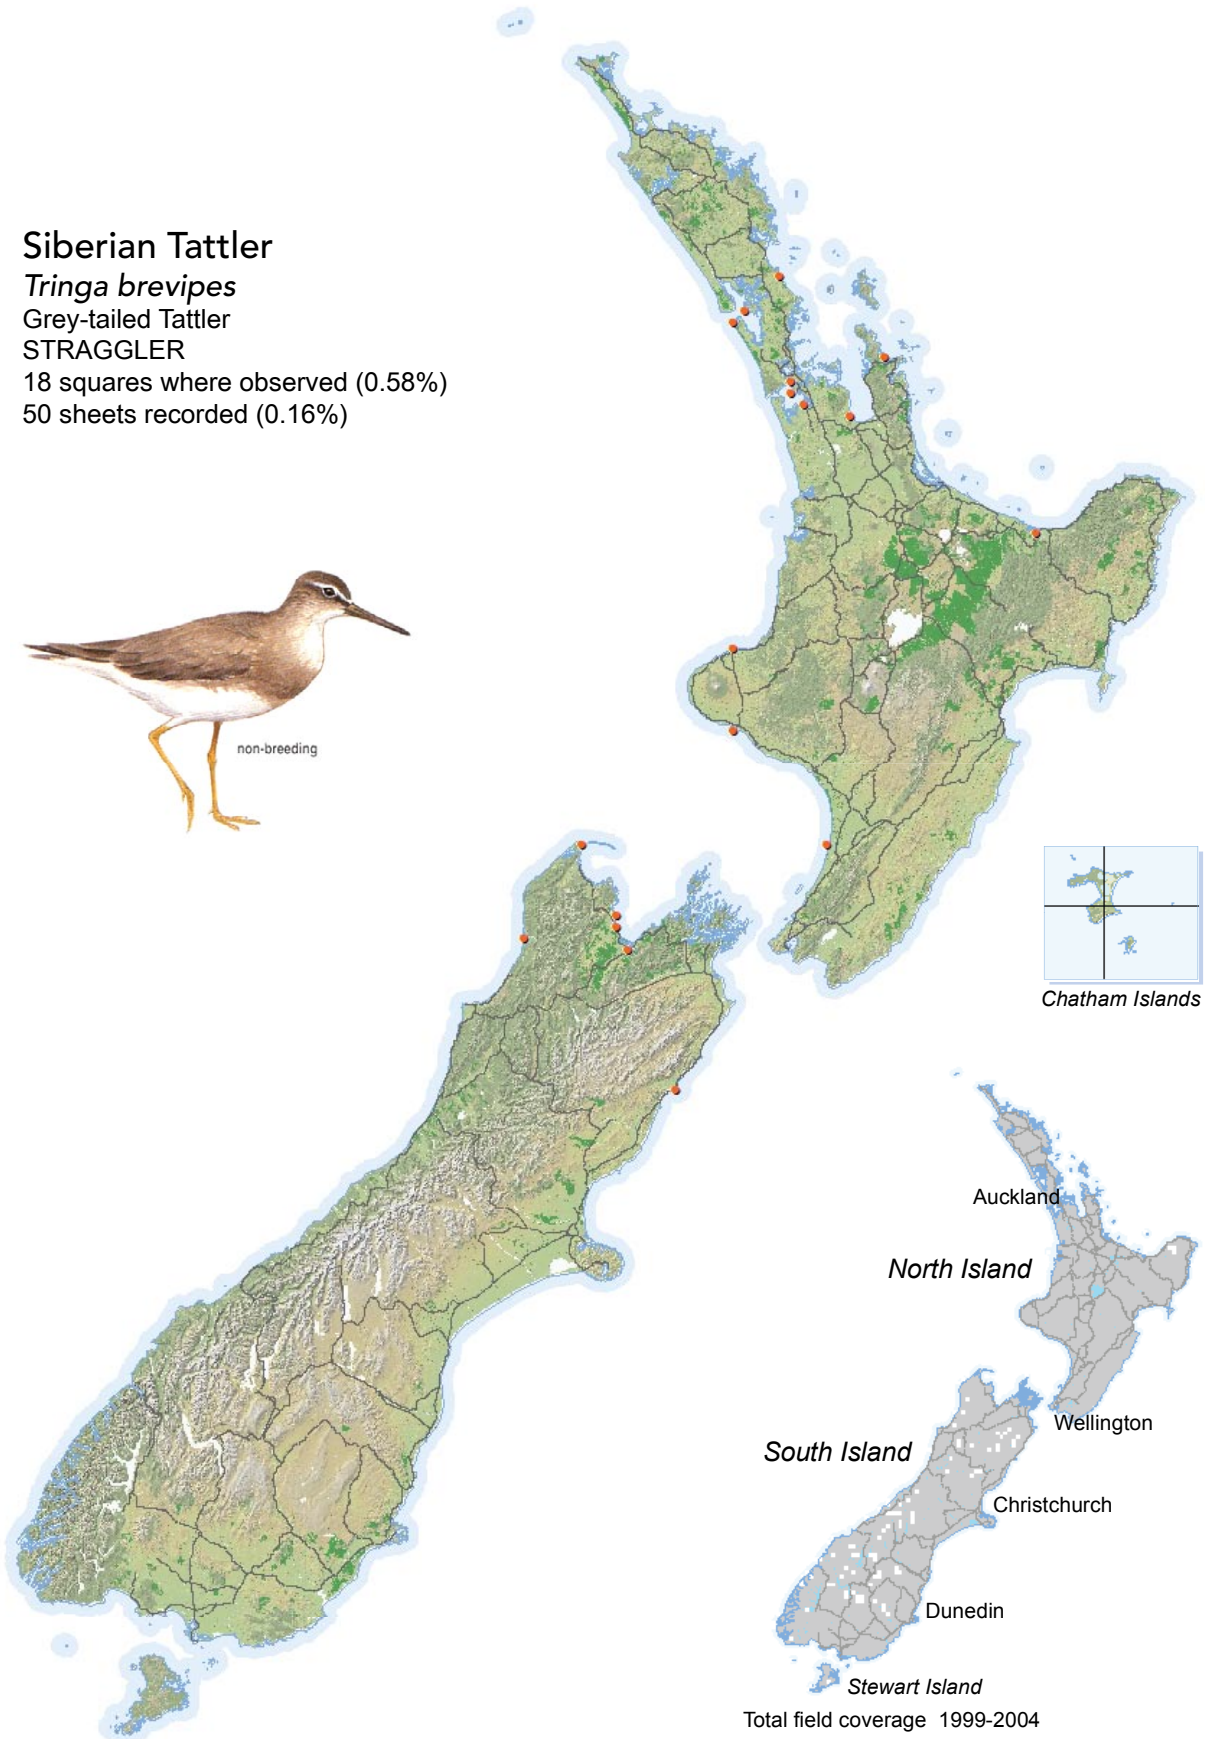 Siberian Tattler
Tringa brevipes
Grey-tailed Tattler
STRAGGLER
18 squares where observed (0.58%)
50 sheets recorded (0.16%)
non-breeding
Chatham Islands
Auckland
North Island
Wellington
South Island
Christchurch
Dunedin
Stewart Island
Total field coverage 1999-2004